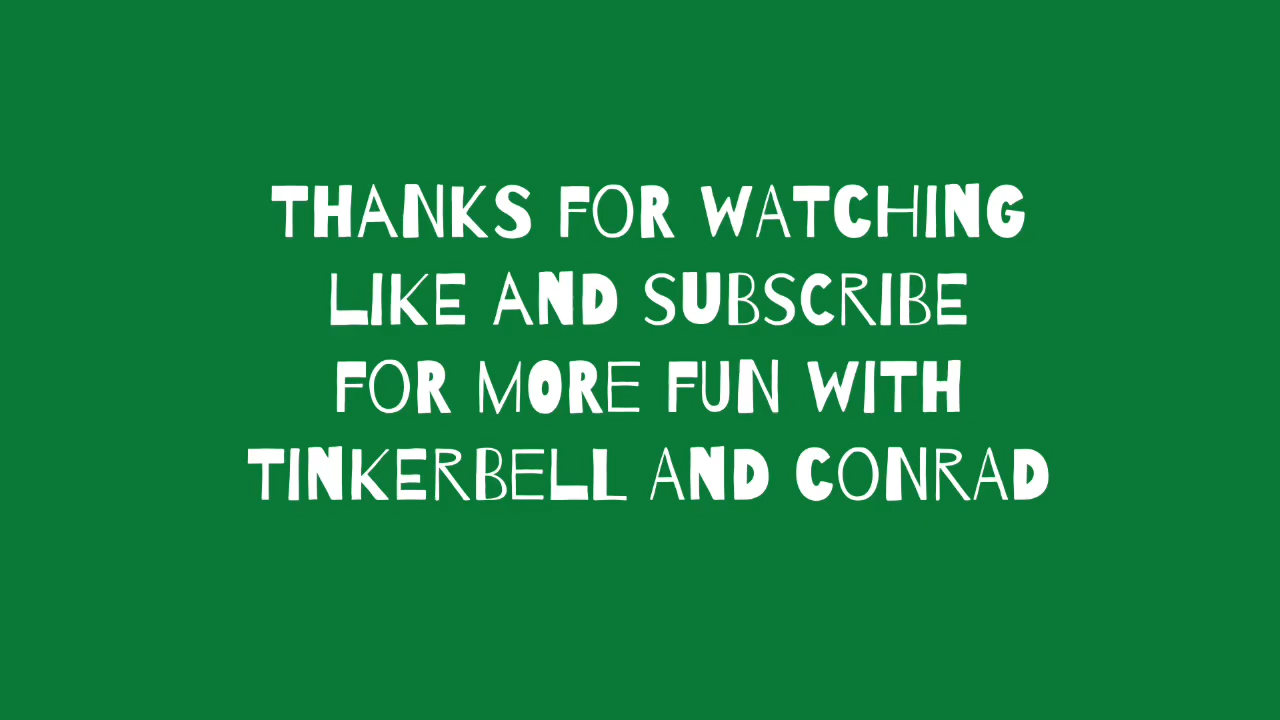 THANKS FOR WATCHING
LIKE AND SUBSCRIBE
FOR MORE FUN WITH
TINKERBELL AND CONRAD